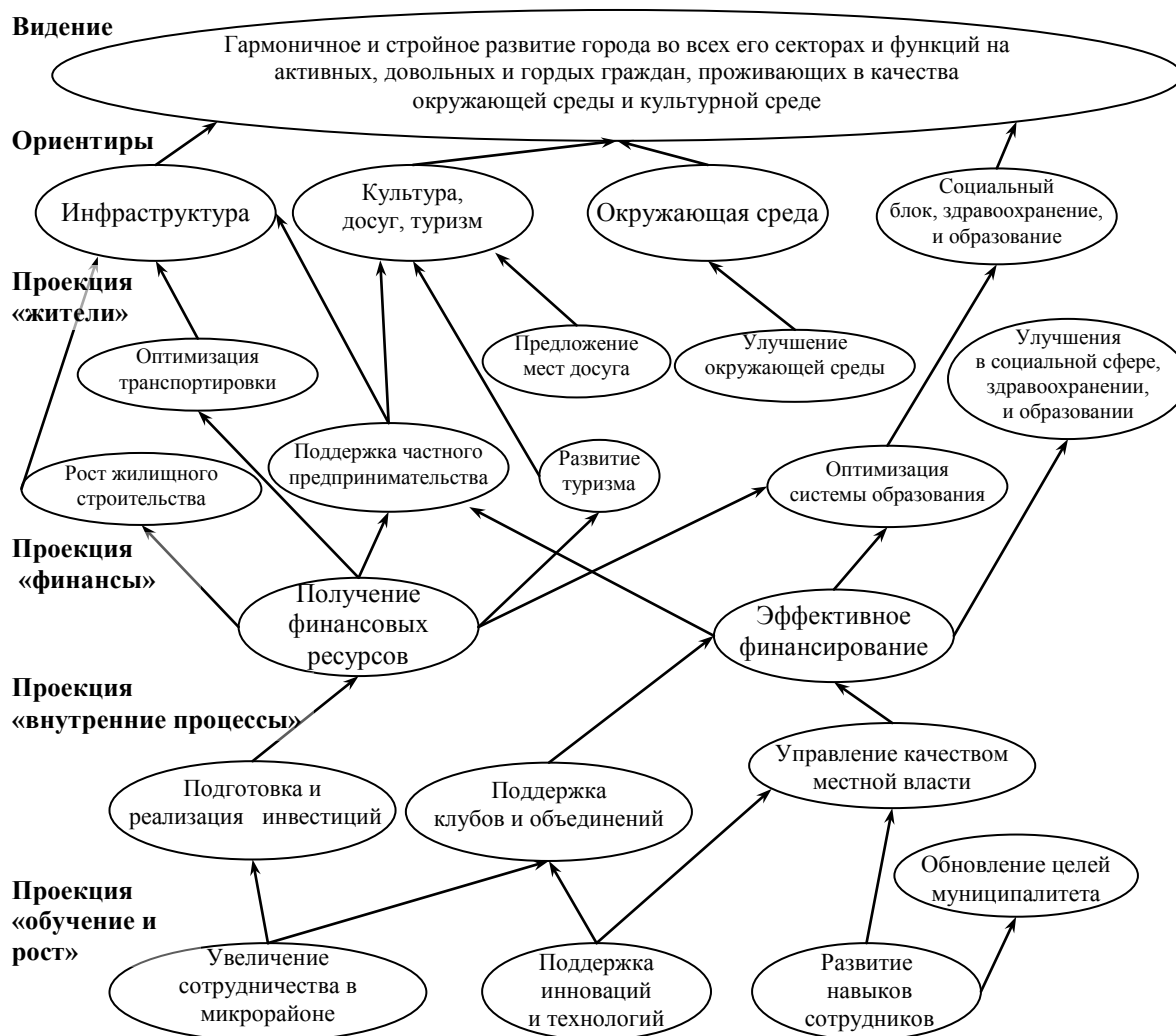 Видение
Гармоничное и стройное развитие города во всех его секторах и функций на
активных, довольных и гордых граждан, проживающих в качества
окружающей среды и культурной среде
Ориентиры
Инфраструктура
Культура,
досуг, туризм
Окружающая среда
Социальный
блок, здравоохранение,
и образование
Проекция
«жители»
Оптимизация
транспортировки
Предложение
мест досуга
Улучшение
окружающей среды
Улучшения
в социальной сфере,
здравоохранении,
и образовании
Рост жилищного
строительства
Поддержка частного
предпринимательства
Развитие
туризма
Оптимизация
системы образования
Проекция
«финансы»
Получение
финансовых
ресурсов
Эффективное
финансирование
Проекция
«внутренние процессы»
Подготовка и
реализация инвестиций
Поддержка
клубов и объединений
Управление качеством
местной власти
Обновление целей
муниципалитета
Проекция
«обучение и
рост»
Увеличение
сотрудничества в
микрорайоне
Поддержка
инноваций
и технологий
Развитие
навыков
сотрудников